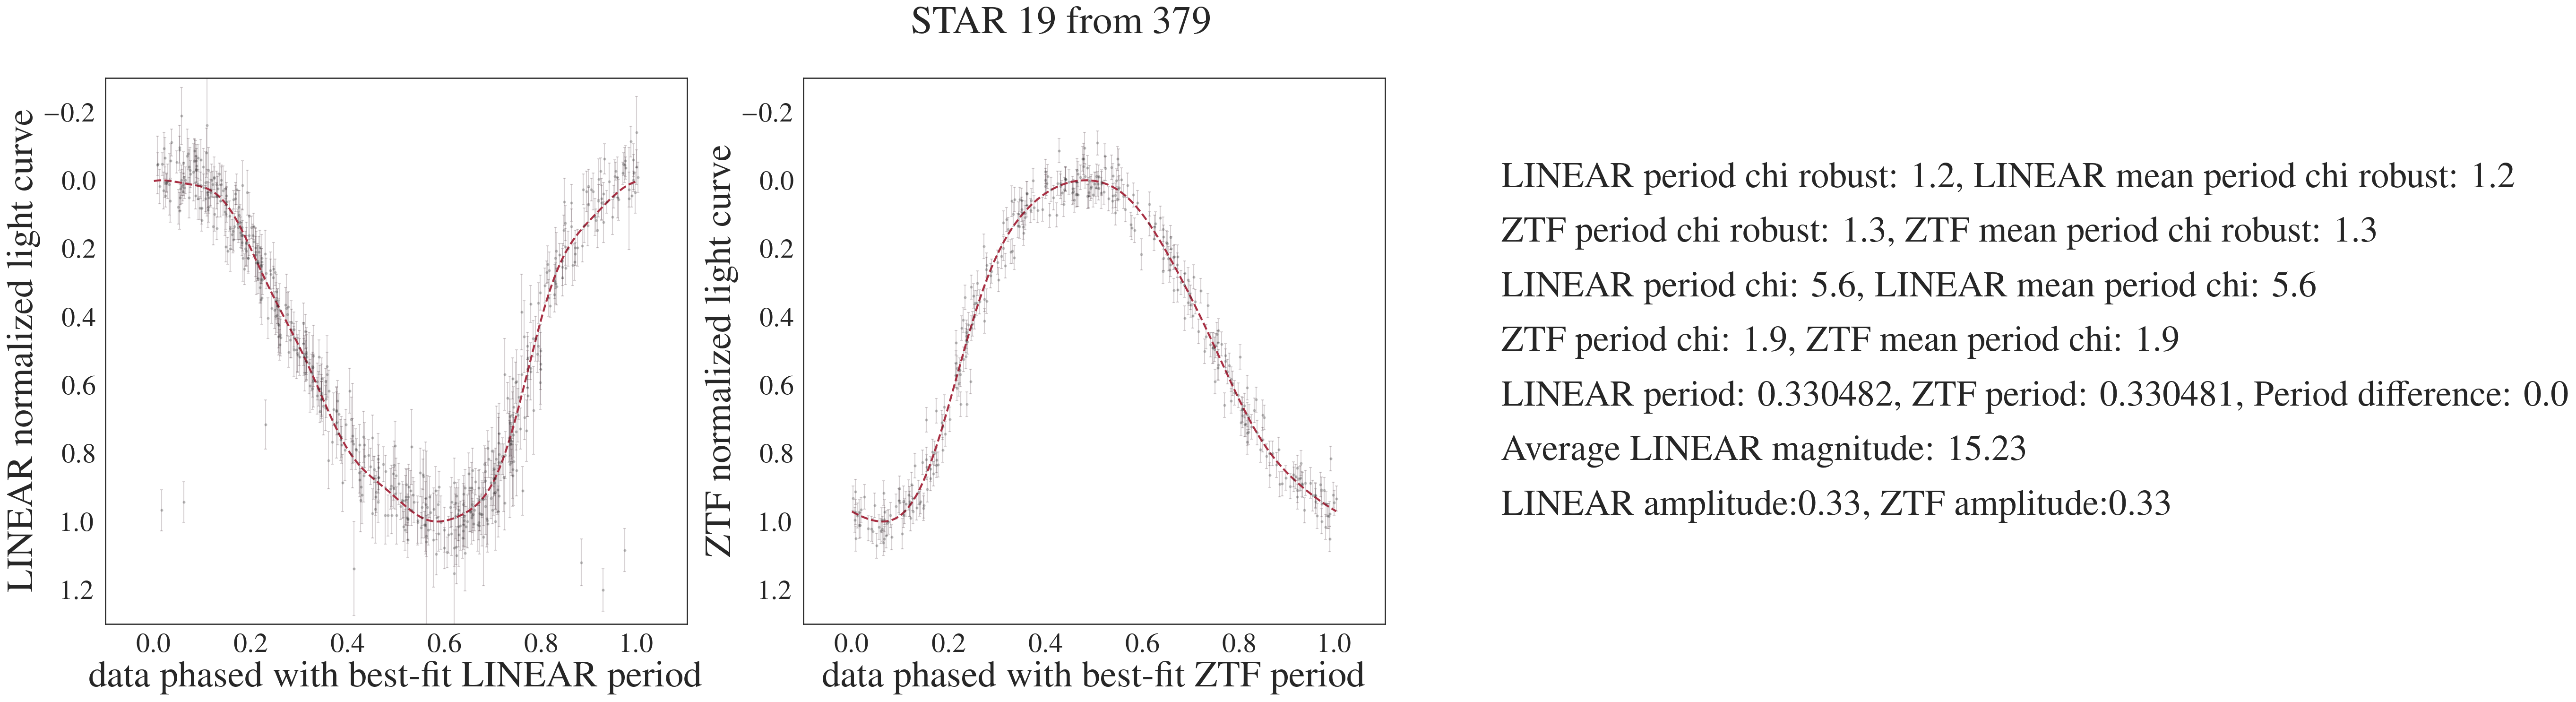 STAR 19 from 379
LINEAR normalized light curve
−0.2
0.0
0.2
0.4
0.6
0.8
1.0
1.2
0.0 0.2 0.4 0.6 0.8 1.0
data phased with best-fit LINEAR period
ZTF normalized light curve
−0.2
0.0
0.2
0.4
0.6
0.8
1.0
1.2
0.0 0.2 0.4 0.6 0.8 1.0
data phased with best-fit ZTF period
LINEAR period chi robust: 1.2, LINEAR mean period chi robust: 1.2
ZTF period chi robust: 1.3, ZTF mean period chi robust: 1.3
LINEAR period chi: 5.6, LINEAR mean period chi: 5.6
ZTF period chi: 1.9, ZTF mean period chi: 1.9
LINEAR period: 0.330482, ZTF period: 0.330481, Period difference: 0.0
Average LINEAR magnitude: 15.23
LINEAR amplitude:0.33, ZTF amplitude:0.33